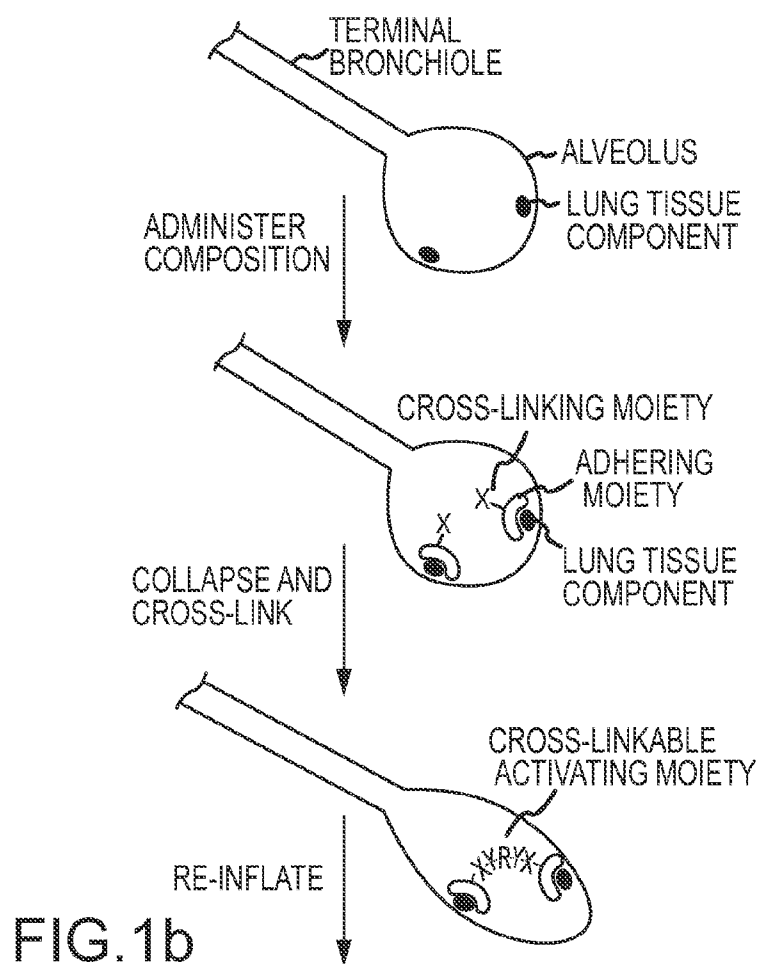 TERMINAL
BRONCHIOLE
ALVEOLUS
LUNG TISSUE
COMPONENT
ADMINISTER
COMPOSITION
CROSS-LINKING MOIETY
ADHERING
MOIETY
X
X
LUNG TISSUE
COMPONENT
COLLAPSE AND
CROSS-LINK
CROSS-LINKABLE
ACTIVATING MOIETY
XYRYX
RE-INFLATE
FIG.1b